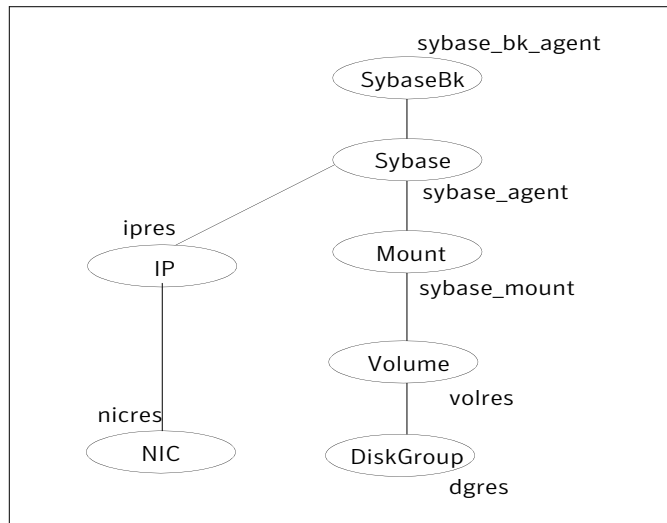 sybase_bk_agent
SybaseBk
Sybase
sybase_agent
ipres
IP
Mount
sybase_mount
Volume
volres
nicres
NIC
DiskGroup
dgres